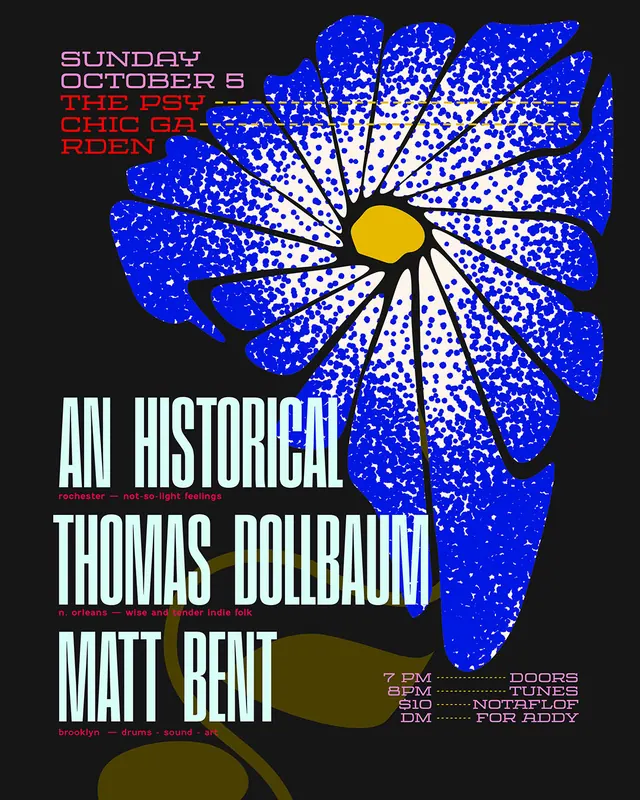 SUNDAY
OCTOBER 5
THE PSY
CHIC GA
RDEN
AN HISTORICAL
rochester — not-so-light feelings
THOMAS DOLLBAUM
n. orleans — wise and tender indie folk
MATT BENT
brooklyn — drums - sound - art
7 PM DOORS
8PM TUNES
$10 NOTAFLOF
DM FOR ADDY